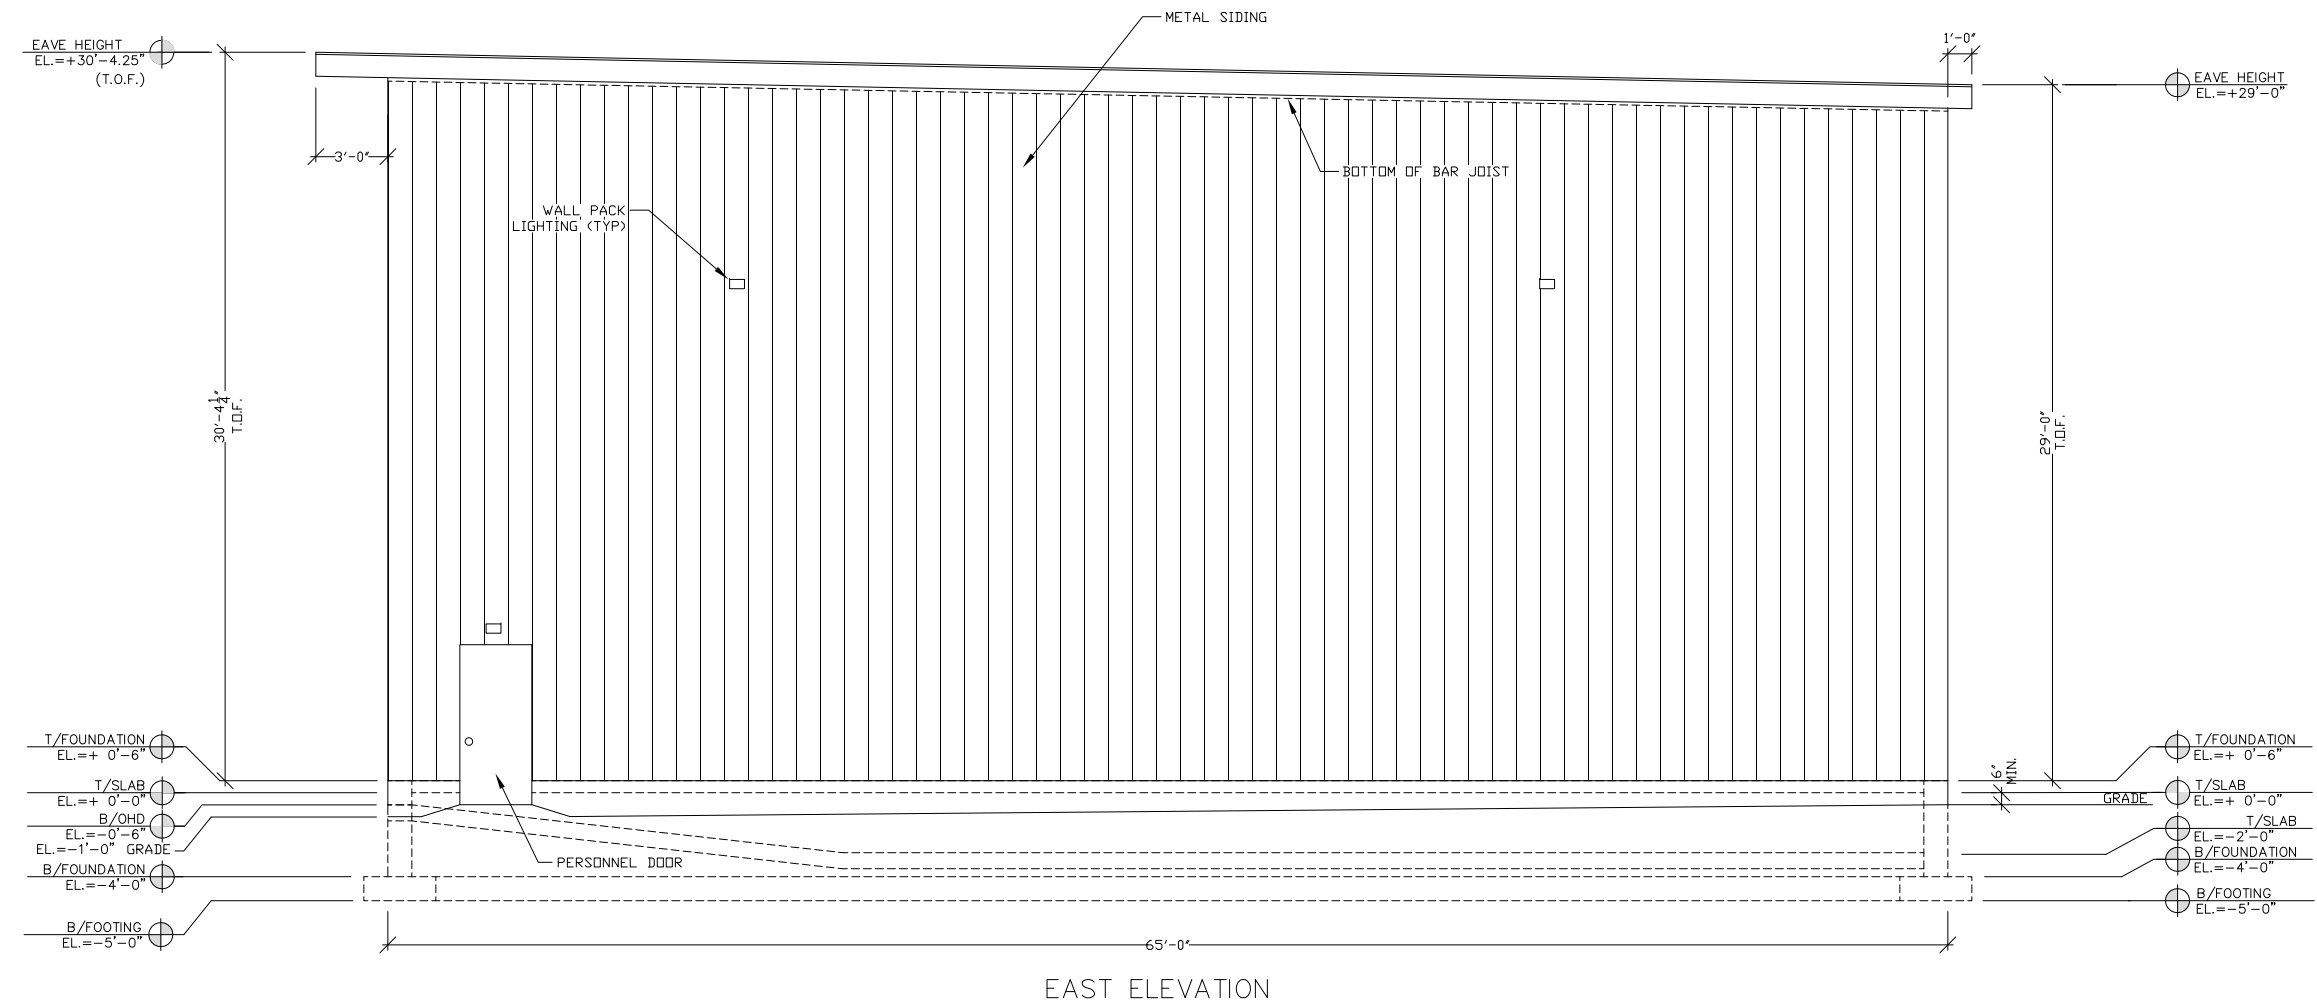 METAL SIDING
EAVE HEIGHT
EL.=+30'-4.25"
(T.O.F.)
1'-0"
EAVE HEIGHT
EL.=+29'-0"
3'-0"
BOTTOM OF BAR JOIST
WALL PACK
LIGHTING (TYP)
30'-4 1/4"
T.O.F.
29'-0"
T.O.F.
T/FOUNDATION
EL.=+ 0'-6"
T/SLAB
EL.=+ 0'-0"
B/OHD
EL.=-0'-6"
EL.=-1'-0" GRADE
B/FOUNDATION
EL.=-4'-0"
B/FOOTING
EL.=-5'-0"
PERSONNEL DOOR
6"
MIN.
T/FOUNDATION
EL.=+ 0'-6"
T/SLAB
EL.=+ 0'-0"
GRADE
T/SLAB
EL.=-2'-0"
B/FOUNDATION
EL.=-4'-0"
B/FOOTING
EL.=-5'-0"
65'-0"
EAST ELEVATION